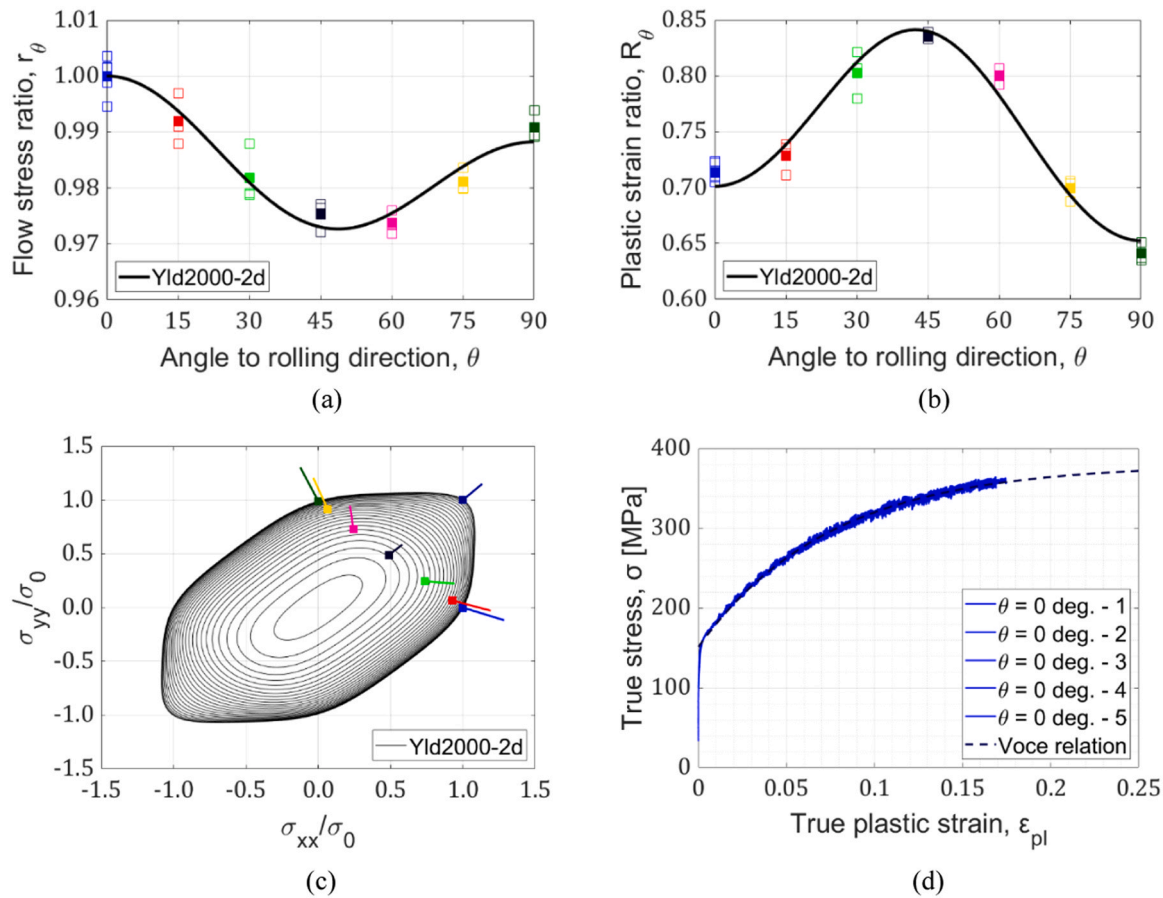 1.01
1.00
0.99
0.98
0.97
0.96
Flow stress ratio, r_θ
Yld2000-2d
0 15 30 45 60 75 90
Angle to rolling direction, θ
(a)
0.85
0.80
0.75
0.70
0.65
0.60
Plastic strain ratio, R_θ
Yld2000-2d
0 15 30 45 60 75 90
Angle to rolling direction, θ
(b)
1.5
1.0
0.5
0.0
-0.5
-1.0
-1.5
σ_yy/σ_0
Yld2000-2d
-1.5 -1.0 -0.5 0.0 0.5 1.0 1.5
σ_xx/σ_0
(c)
400
300
200
100
0
True stress, σ [MPa]
θ = 0 deg. - 1
θ = 0 deg. - 2
θ = 0 deg. - 3
θ = 0 deg. - 4
θ = 0 deg. - 5
Voce relation
0 0.05 0.1 0.15 0.2 0.25
True plastic strain, ε_pl
(d)